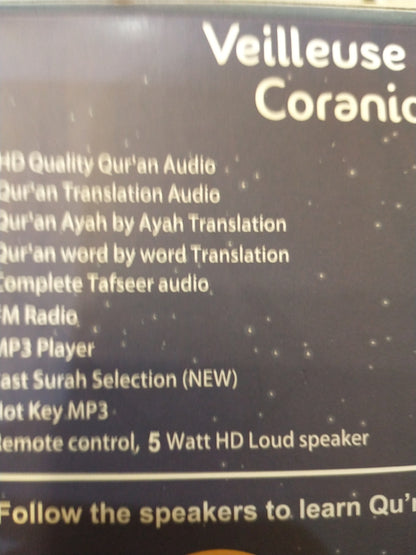 Veilleuse
Coranic
HD Quality Qur'an Audio
Qur'an Translation Audio
Qur'an Ayah by Ayah Translation
Qur'an word by word Translation
Complete Tafseer audio
FM Radio
MP3 Player
ast Surah Selection (NEW)
Hot Key MP3
Remote control, 5 Watt HD Loud speaker
Follow the speakers to learn Qu'r